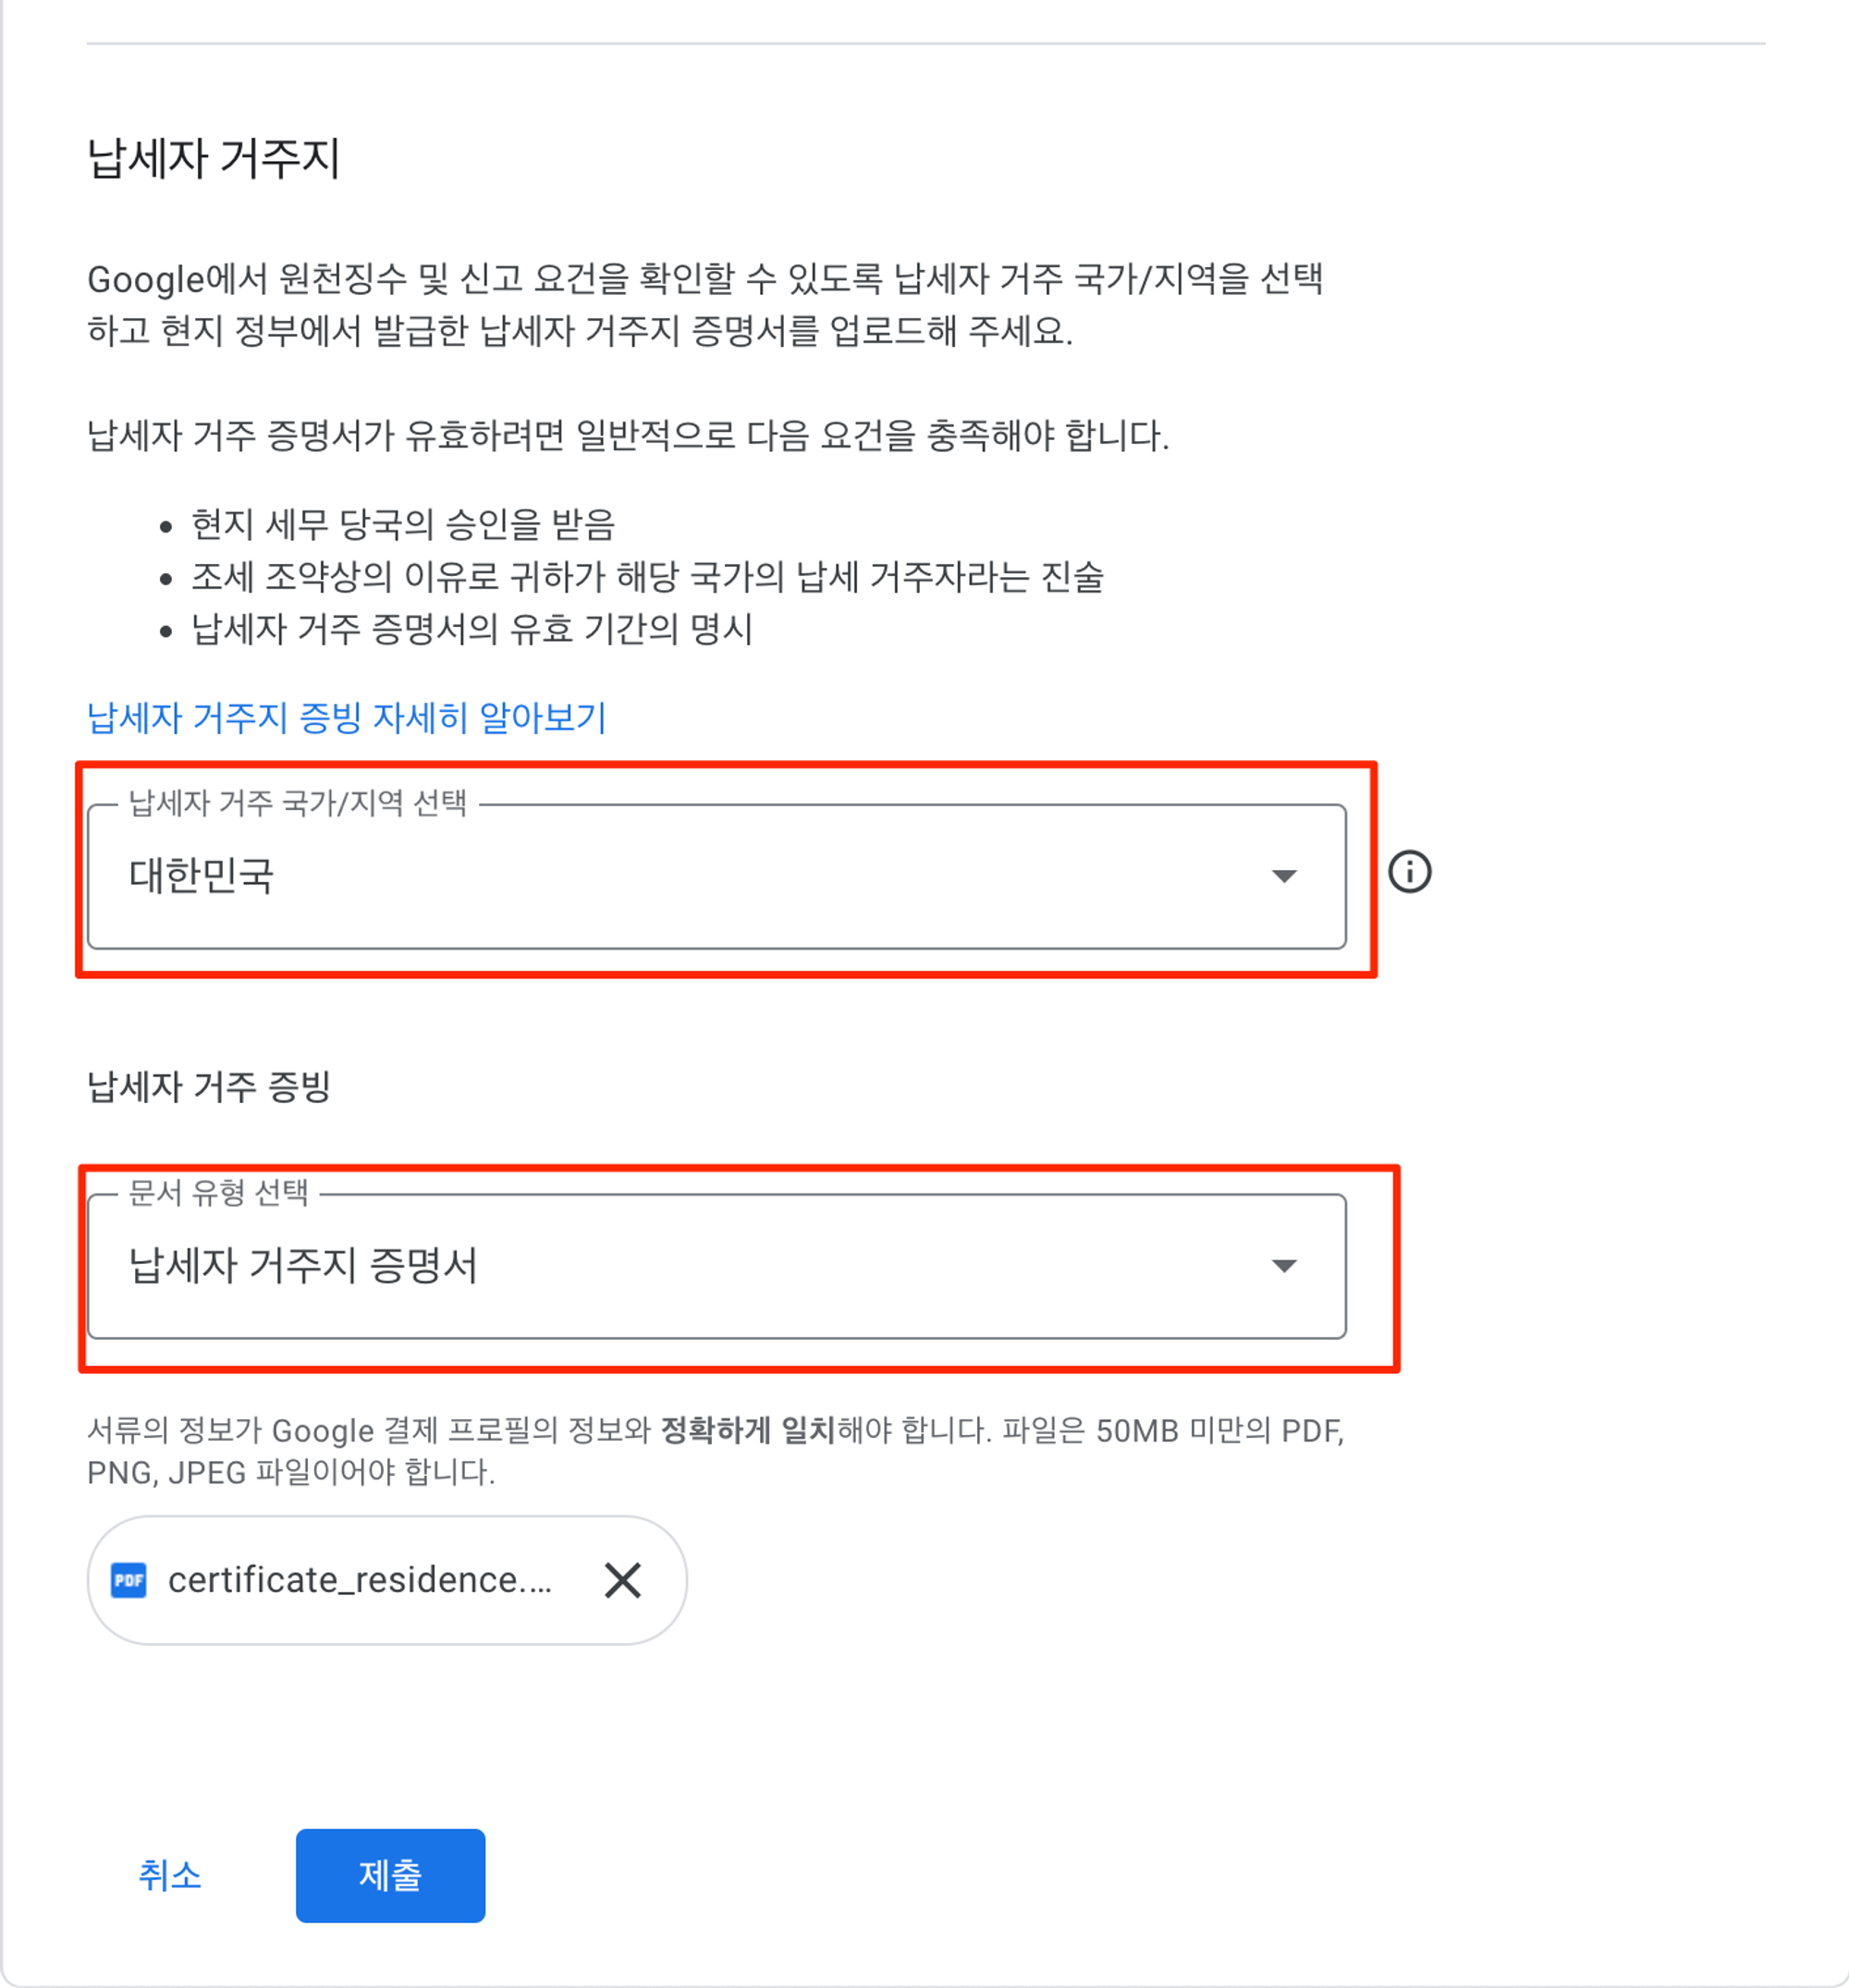 납세자 거주지
Google에서 원천징수 및 신고 요건을 확인할 수 있도록 납세자 거주 국가/지역을 선택
하고 현지 정부에서 발급한 납세자 거주지 증명서를 업로드해 주세요.
납세자 거주 증명서가 유효하려면 일반적으로 다음 요건을 충족해야 합니다.
• 현지 세무 당국의 승인을 받음
• 조세 조약상의 이유로 귀하가 해당 국가의 납세 거주자라는 진술
• 납세자 거주 증명서의 유효 기간의 명시
납세자 거주지 증빙 자세히 알아보기
납세자 거주 국가/지역 선택
대한민국
납세자 거주 증빙
문서 유형 선택
납세자 거주지 증명서
서류의 정보가 Google 결제 프로필의 정보와 정확하게 일치해야 합니다. 파일은 50MB 미만의 PDF,
PNG, JPEG 파일이어야 합니다.
PDF certificate_residence....
취소 제출